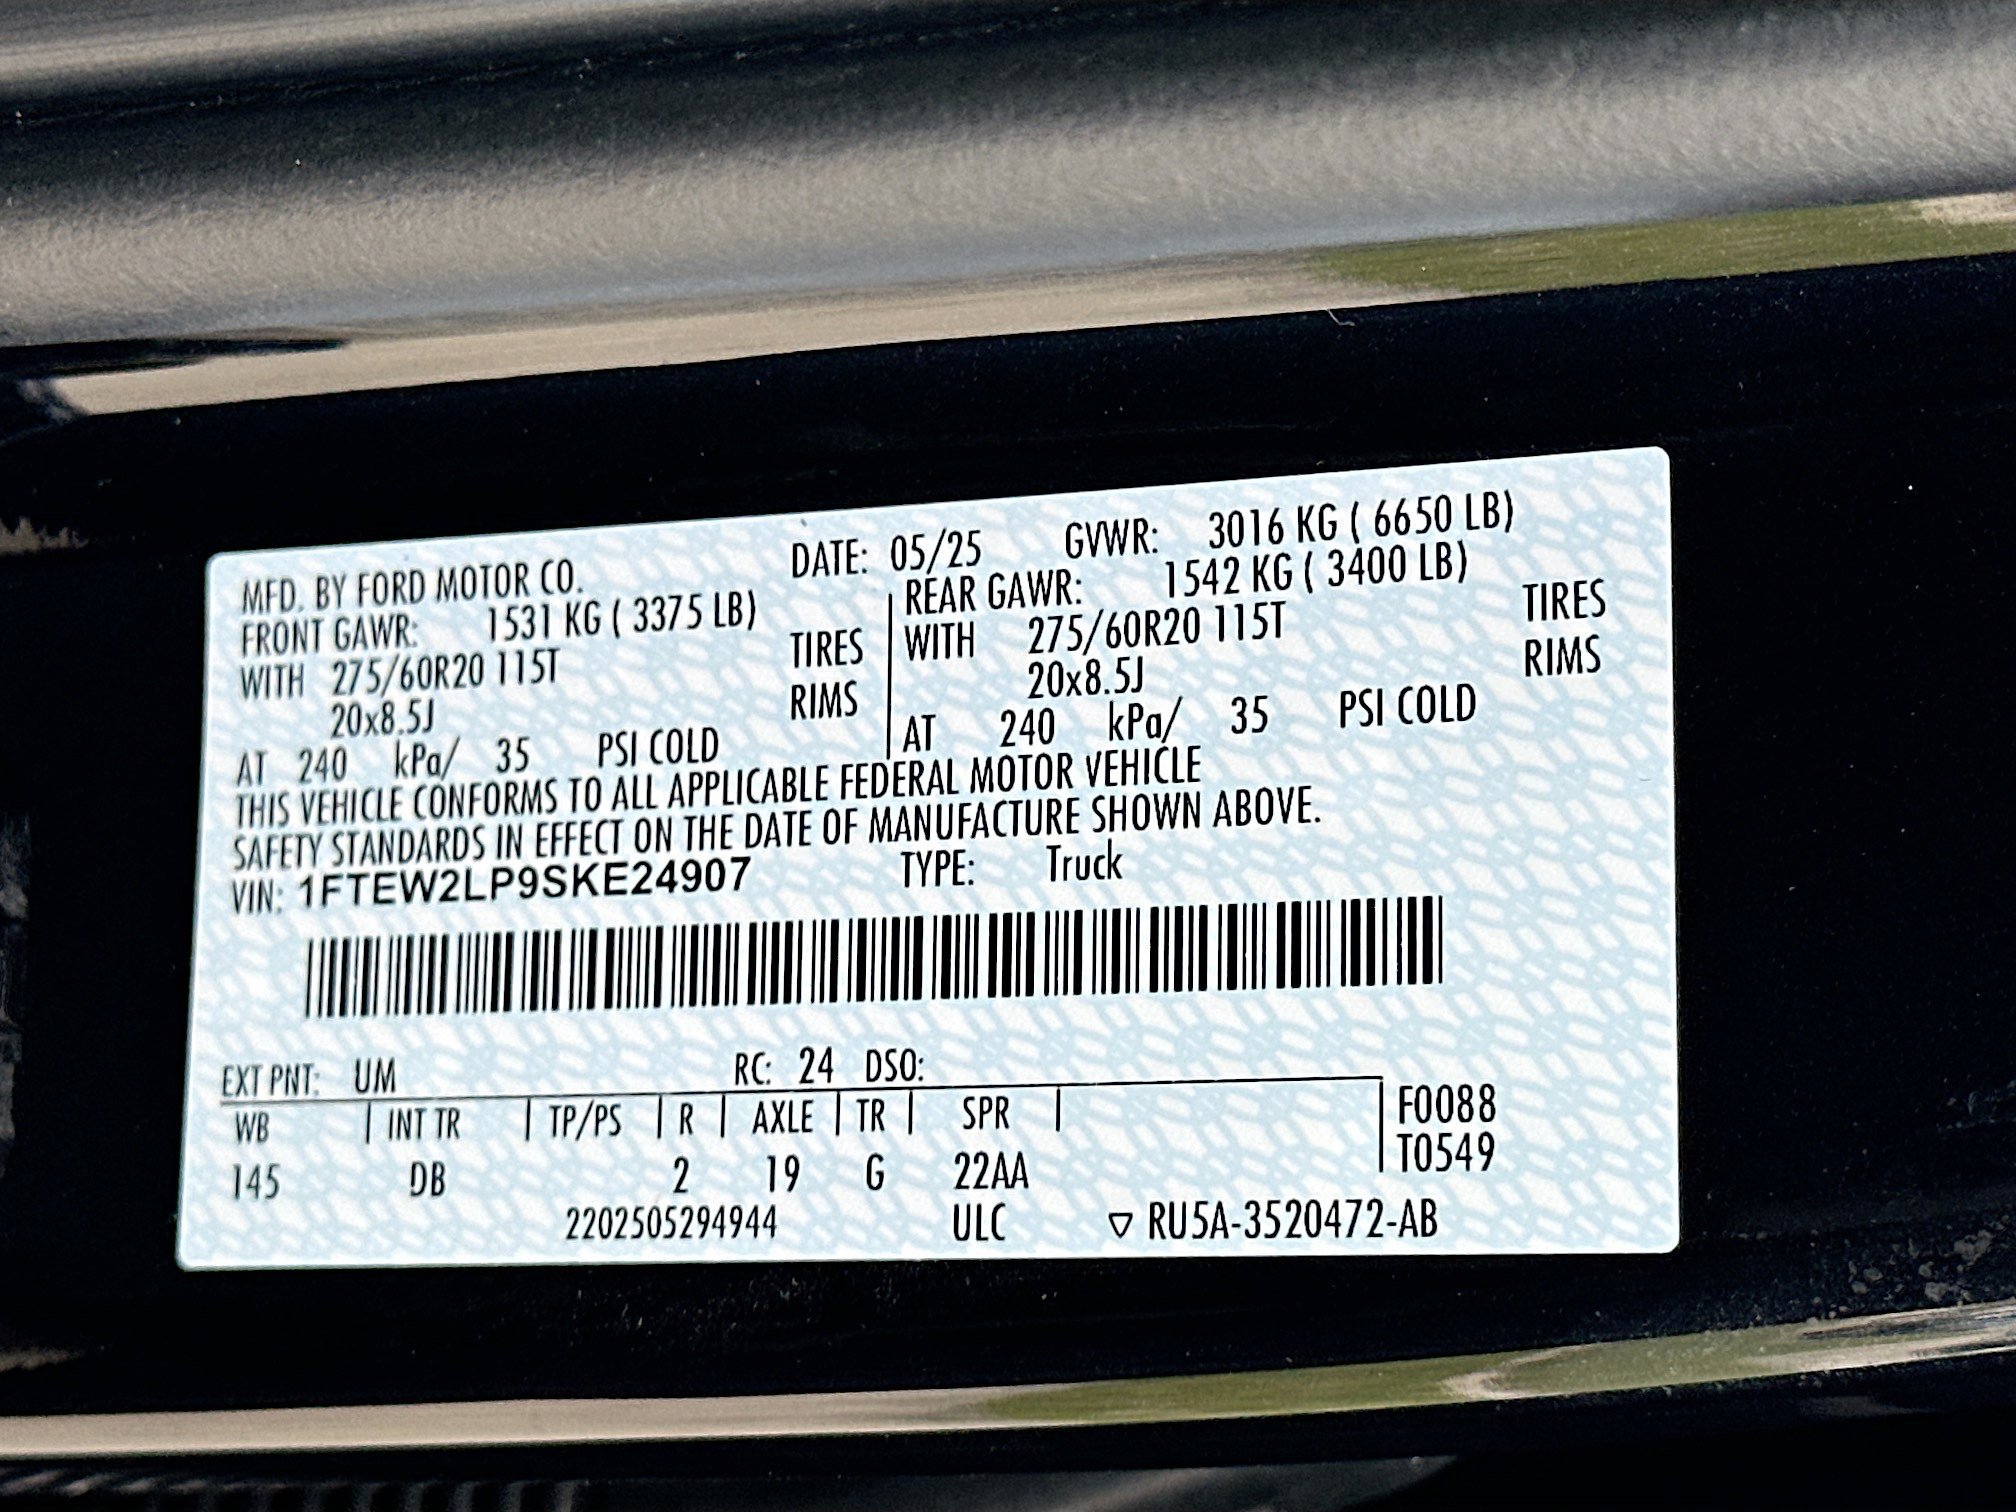 MFD. BY FORD MOTOR CO. DATE: 05/25 GVWR: 3016 KG ( 6650 LB)
FRONT GAWR: 1531 KG ( 3375 LB) REAR GAWR: 1542 KG ( 3400 LB)
WITH 275/60R20 115T TIRES WITH 275/60R20 115T TIRES
20x8.5J RIMS 20x8.5J RIMS
AT 240 kPa/ 35 PSI COLD AT 240 kPa/ 35 PSI COLD
THIS VEHICLE CONFORMS TO ALL APPLICABLE FEDERAL MOTOR VEHICLE
SAFETY STANDARDS IN EFFECT ON THE DATE OF MANUFACTURE SHOWN ABOVE.
VIN: 1FTEW2LP9SKE24907 TYPE: Truck
EXT PNT: UM RC: 24 DSO:
WB INT TR TP/PS R AXLE TR SPR F0088
T0549
145 DB 2 19 G 22AA
2202505294944 ULC ▽ RU5A-3520472-AB